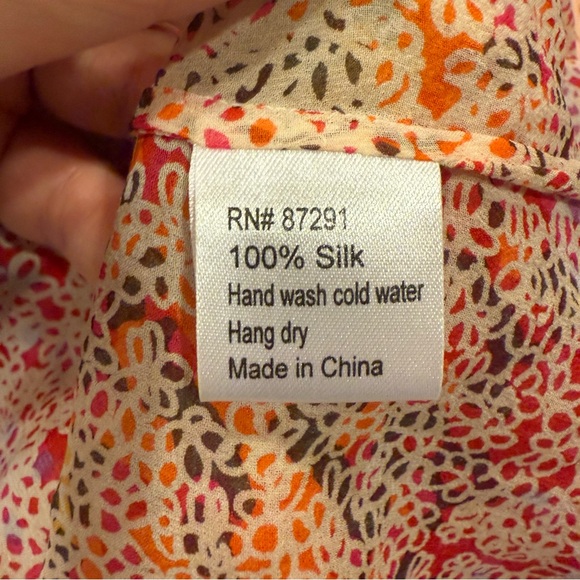 RN# 87291
100% Silk
Hand wash cold water
Hang dry
Made in China